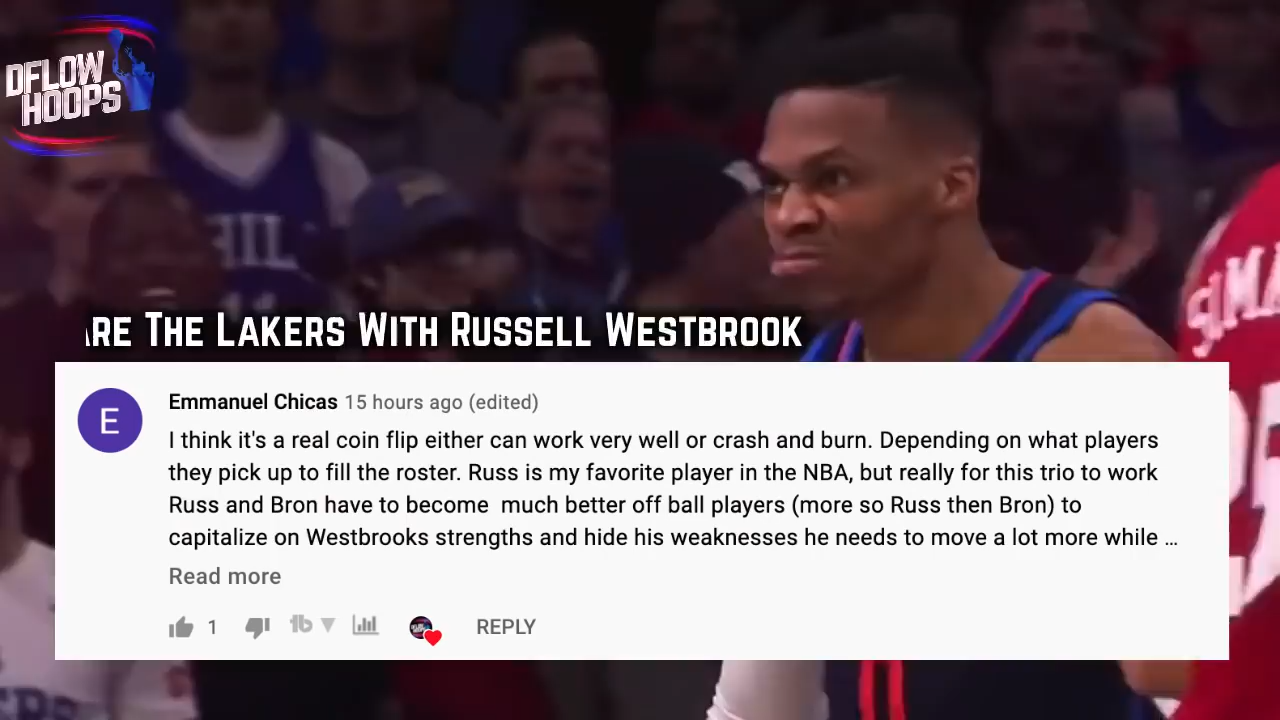 DFLOW
HOOPS
HIL
ARE THE LAKERS WITH RUSSELL WESTBROOK
E
Emmanuel Chicas 15 hours ago (edited)
I think it's a real coin flip either can work very well or crash and burn. Depending on what players
they pick up to fill the roster. Russ is my favorite player in the NBA, but really for this trio to work
Russ and Bron have to become  much better off ball players (more so Russ then Bron) to
capitalize on Westbrooks strengths and hide his weaknesses he needs to move a lot more while ...
Read more
1
REPLY